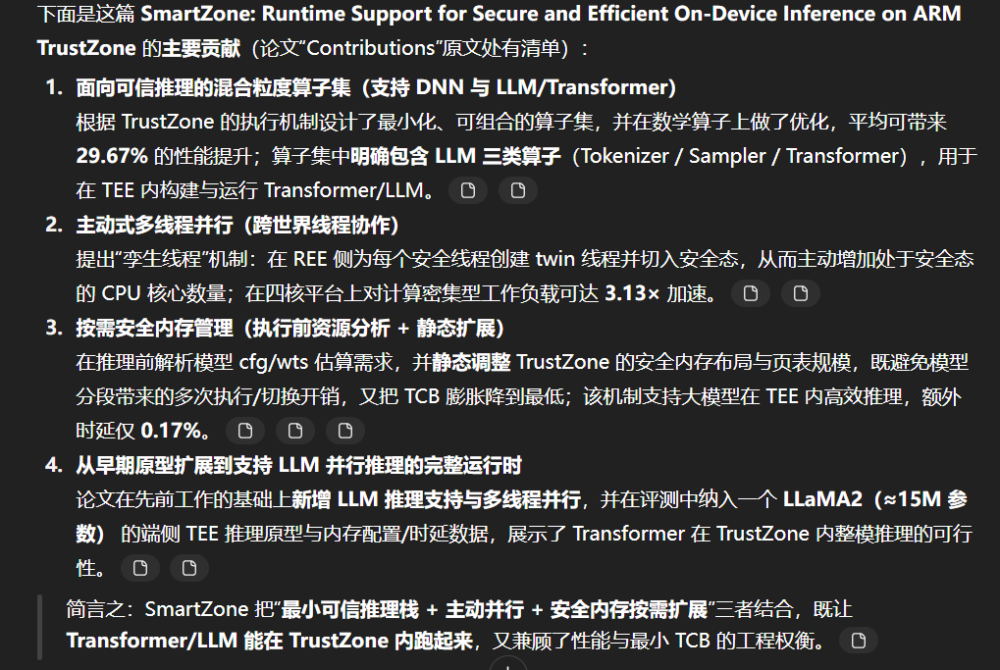 下面是这篇 SmartZone: Runtime Support for Secure and Efficient On-Device Inference on ARM
TrustZone 的主要贡献（论文“Contributions”原文处有清单）：
1. 面向可信推理的混合粒度算子集（支持 DNN 与 LLM/Transformer）
根据 TrustZone 的执行机制设计了最小化、可组合的算子集，并在数学算子上做了优化，平均可带来
29.67% 的性能提升；算子集中明确包含 LLM 三类算子（Tokenizer / Sampler / Transformer），用于
在 TEE 内构建与运行 Transformer/LLM。
2. 主动式多线程并行（跨世界线程协作）
提出“孪生线程”机制：在 REE 侧为每个安全线程创建 twin 线程并切入安全态，从而主动增加处于安全态
的 CPU 核心数量；在四核平台上对计算密集型工作负载可达 3.13× 加速。
3. 按需安全内存管理（执行前资源分析 + 静态扩展）
在推理前解析模型 cfg/wts 估算需求，并静态调整 TrustZone 的安全内存布局与页表规模，既避免模型
分段带来的多次执行/切换开销，又把 TCB 膨胀降到最低；该机制支持大模型在 TEE 内高效推理，额外
时延仅 0.17%。
4. 从早期原型扩展到支持 LLM 并行推理的完整运行时
论文在先前工作的基础上新增 LLM 推理支持与多线程并行，并在评测中纳入一个 LLaMA2（≈15M 参
数） 的端侧 TEE 推理原型与内存配置/时延数据，展示了 Transformer 在 TrustZone 内整模推理的可行
性。
简言之：SmartZone 把“最小可信推理栈 + 主动并行 + 安全内存按需扩展”三者结合，既让
Transformer/LLM 能在 TrustZone 内跑起来，又兼顾了性能与最小 TCB 的工程权衡。